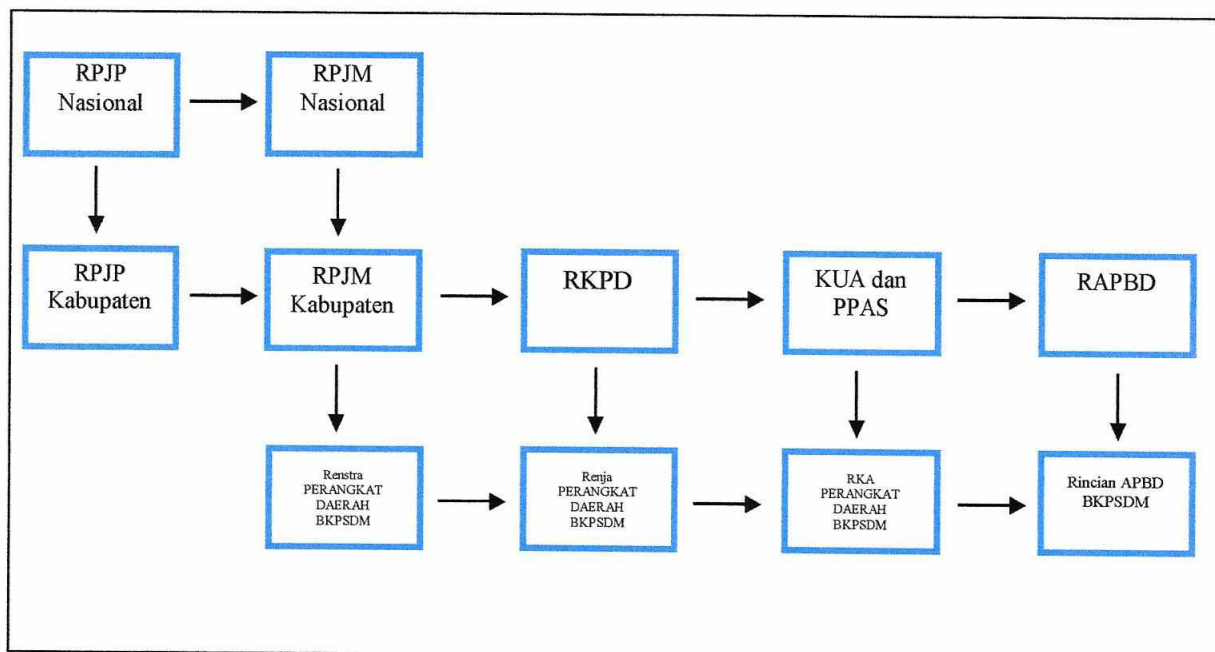 RPJP
Nasional
RPJM
Nasional
RPJP
Kabupaten
RPJM
Kabupaten
RKPD
KUA dan
PPAS
RAPBD
Renstra
PERANGKAT
DAERAH
BKPSDM
Renja
PERANGKAT
DAERAH
BKPSDM
RKA
PERANGKAT
DAERAH
BKPSDM
Rincian APBD
BKPSDM